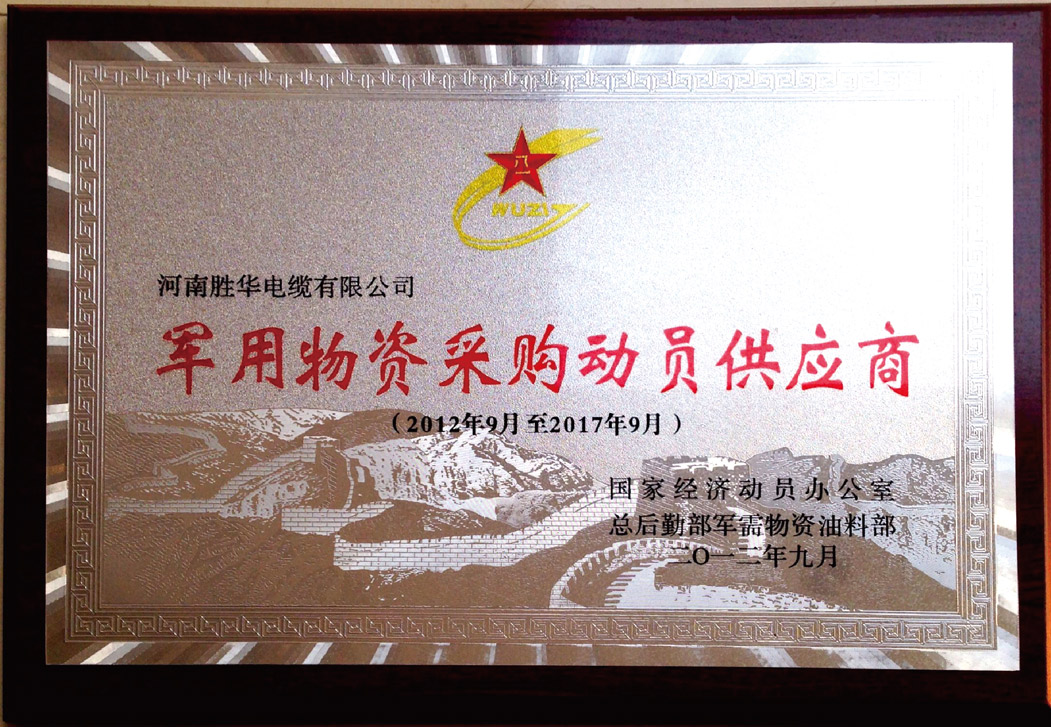 八一
WUZI
河南胜华电缆有限公司
军用物资采购动员供应商
（2012年9月至2017年9月）
国家经济动员办公室
总后勤部军需物资油料部
二〇一二年九月